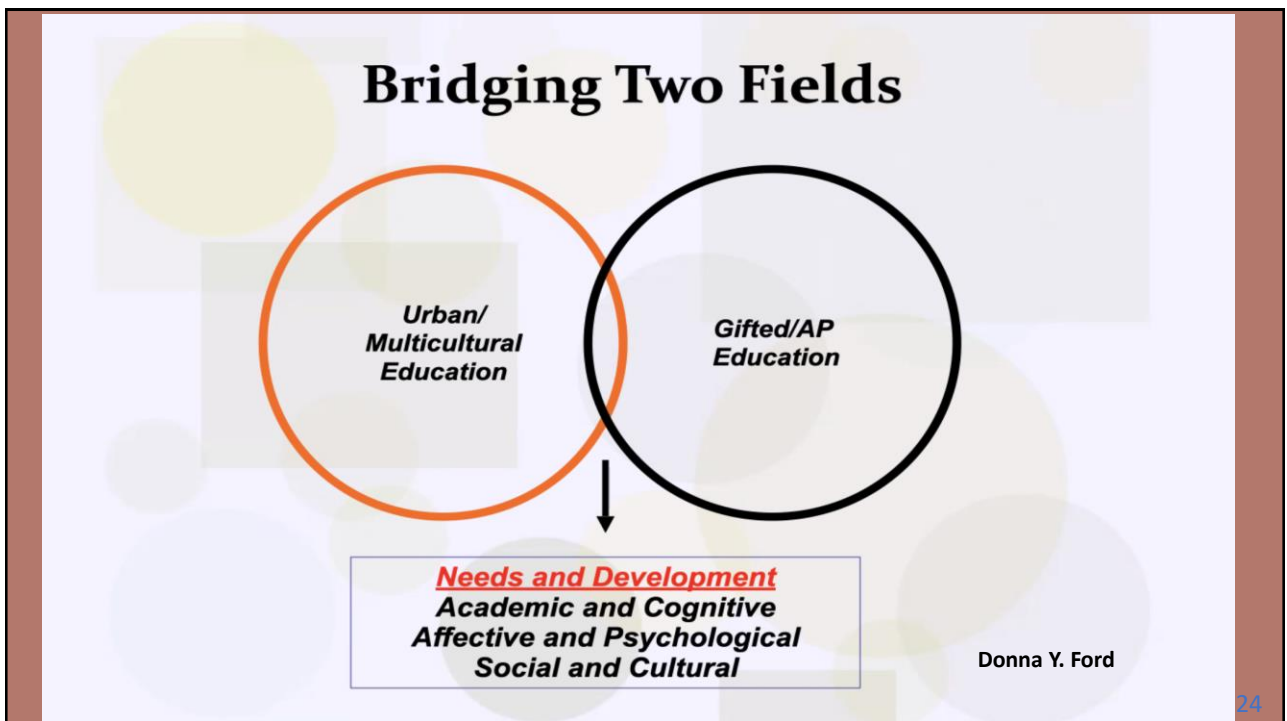 Bridging Two Fields
Urban/
Multicultural
Education
Gifted/AP
Education
Needs and Development
Academic and Cognitive
Affective and Psychological
Social and Cultural
Donna Y. Ford
24